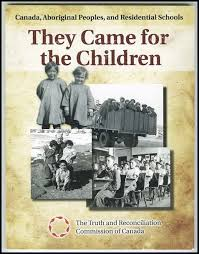 Canada, Aboriginal Peoples, and Residential Schools
They Came for
the Children
The Truth and Reconciliation
Commission of Canada